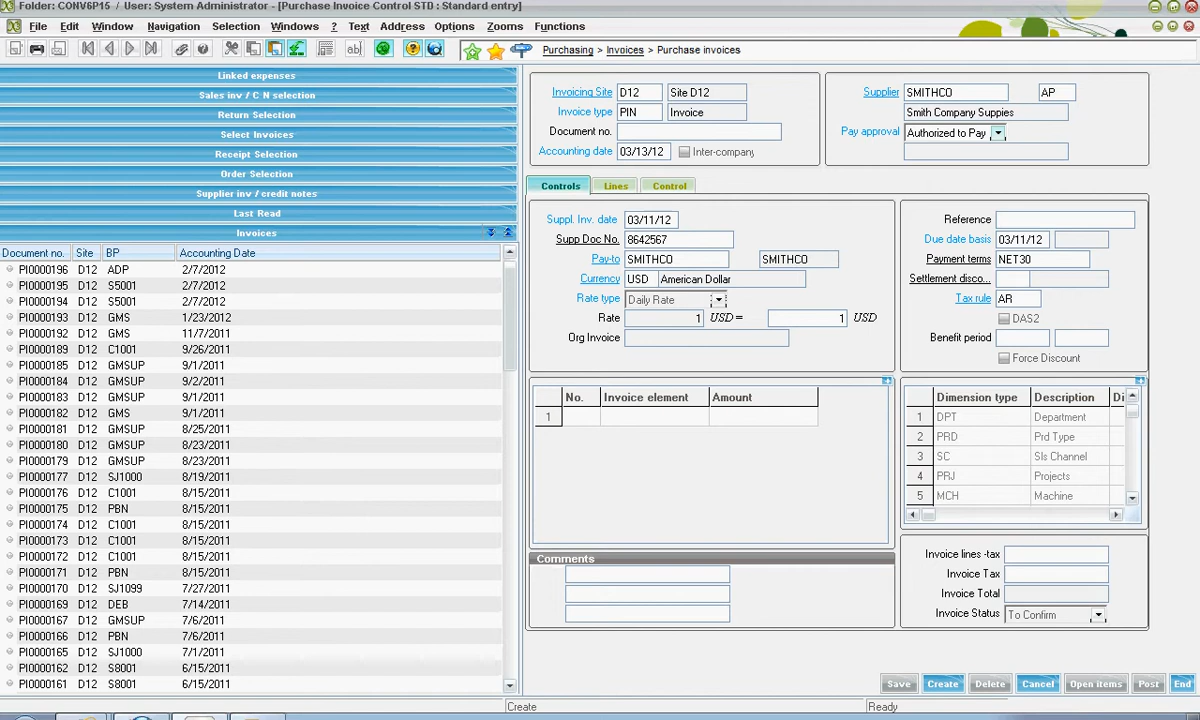 Folder: CONV6P15 / User: System Administrator - [Purchase Invoice Control STD : Standard entry]
File Edit Window Navigation Selection Windows ? Text Address Options Zooms Functions
Purchasing > Invoices > Purchase invoices
Linked expenses
Sales inv / C N selection
Return Selection
Select Invoices
Receipt Selection
Order Selection
Supplier inv / credit notes
Last Read
Invoices
Document no. Site BP Accounting Date
PI0000196 D12 ADP 2/7/2012
PI0000195 D12 S5001 2/7/2012
PI0000194 D12 S5001 2/7/2012
PI0000193 D12 GMS 1/23/2012
PI0000192 D12 GMS 11/7/2011
PI0000189 D12 C1001 9/26/2011
PI0000185 D12 GMSUP 9/1/2011
PI0000184 D12 GMSUP 9/2/2011
PI0000183 D12 GMSUP 9/1/2011
PI0000182 D12 GMS 9/1/2011
PI0000181 D12 GMSUP 8/25/2011
PI0000180 D12 GMSUP 8/23/2011
PI0000179 D12 GMSUP 8/23/2011
PI0000177 D12 SJ1000 8/19/2011
PI0000176 D12 C1001 8/15/2011
PI0000175 D12 PBN 8/15/2011
PI0000174 D12 C1001 8/15/2011
PI0000173 D12 C1001 8/15/2011
PI0000172 D12 C1001 8/15/2011
PI0000171 D12 PBN 8/15/2011
PI0000170 D12 SJ1099 7/27/2011
PI0000169 D12 DEB 7/14/2011
PI0000167 D12 GMSUP 7/6/2011
PI0000166 D12 PBN 7/6/2011
PI0000165 D12 SJ1000 7/1/2011
PI0000162 D12 S8001 6/15/2011
PI0000161 D12 S8001 6/15/2011
Invoicing Site D12 Site D12
Invoice type PIN Invoice
Document no.
Accounting date 03/13/12 Inter-company
Supplier SMITHCO AP
Smith Company Suppies
Pay approval Authorized to Pay
Controls Lines Control
Suppl. Inv. date 03/11/12
Supp Doc No. 8642567
Pay-to SMITHCO SMITHCO
Currency USD American Dollar
Rate type Daily Rate
Rate 1 USD = 1 USD
Org Invoice
Reference
Due date basis 03/11/12
Payment terms NET30
Settlement disco...
Tax rule AR
DAS2
Benefit period
Force Discount
No. Invoice element Amount
1
Dimension type Description Di
1 DPT Department
2 PRD Prd Type
3 SC Sls Channel
4 PRJ Projects
5 MCH Machine
Comments
Invoice lines -tax
Invoice Tax
Invoice Total
Invoice Status To Confirm
Save Create Delete Cancel Open items Post End
Create Ready